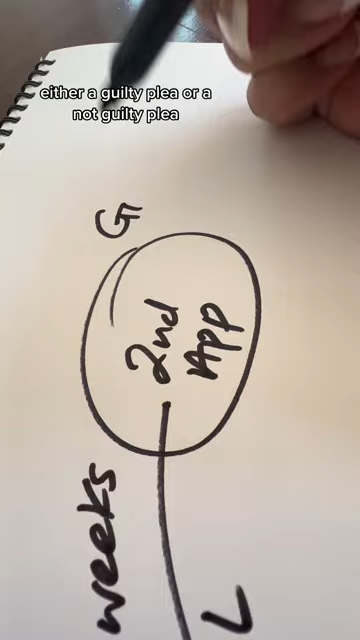 either a guilty plea or a
not guilty plea
G
2nd
App
weeks
L